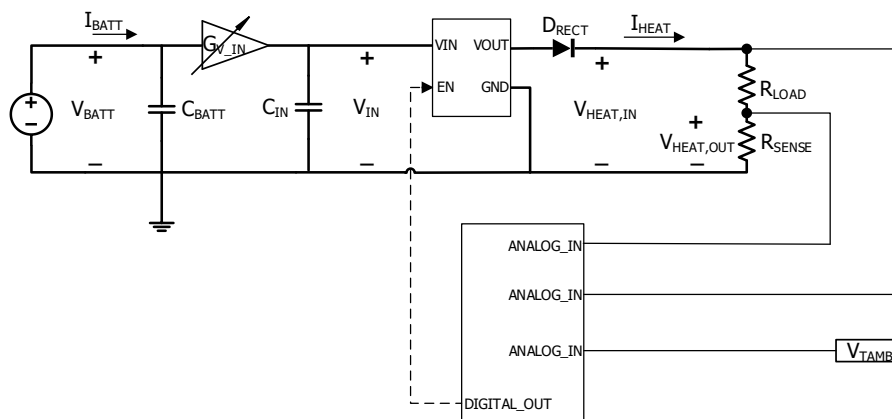 I_BATT
D_RECT
I_HEAT
G_V_IN
VIN
VOUT
EN
GND
+
+
+
+
−
V_BATT
C_BATT
C_IN
V_IN
V_HEAT,IN
R_LOAD
+
V_HEAT,OUT
R_SENSE
−
−
−
−
ANALOG_IN
ANALOG_IN
ANALOG_IN
V_TAMB
DIGITAL_OUT